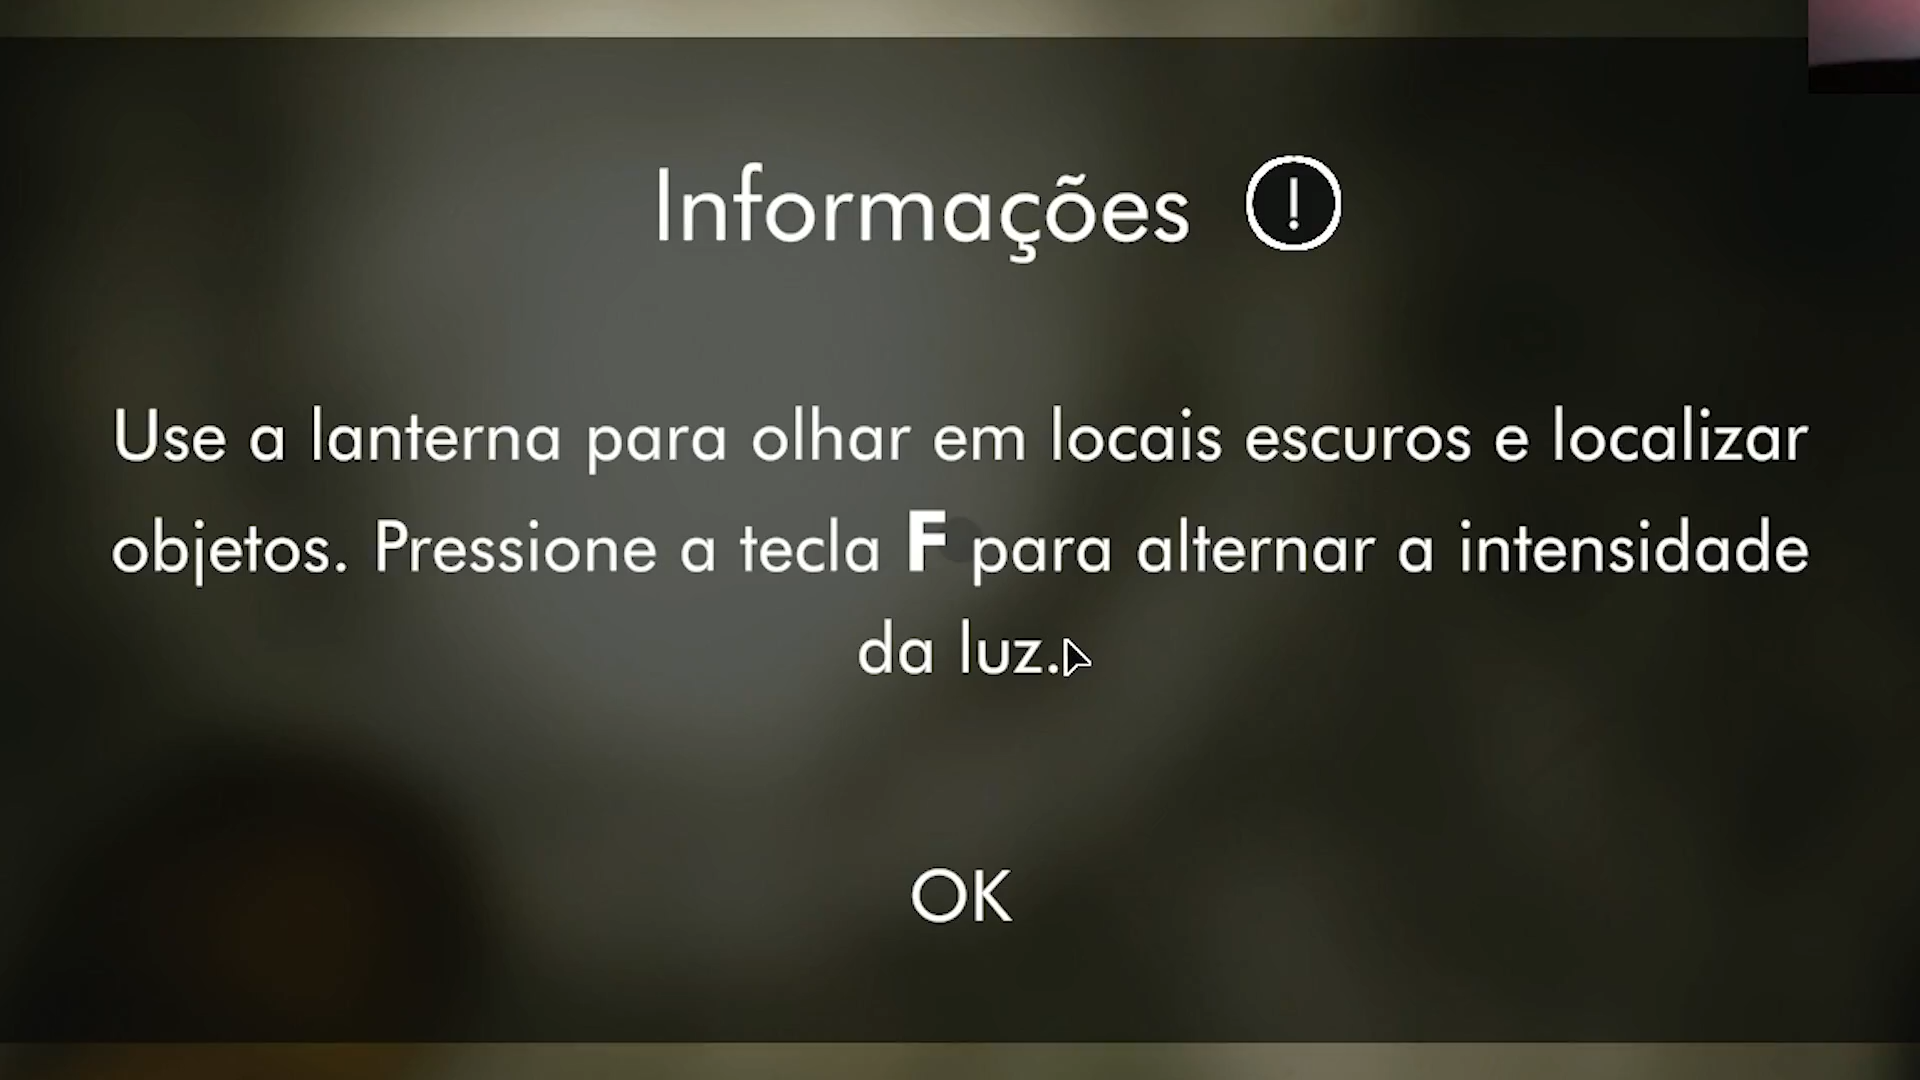 Informações !
Use a lanterna para olhar em locais escuros e localizar
objetos. Pressione a tecla F para alternar a intensidade
da luz.
OK